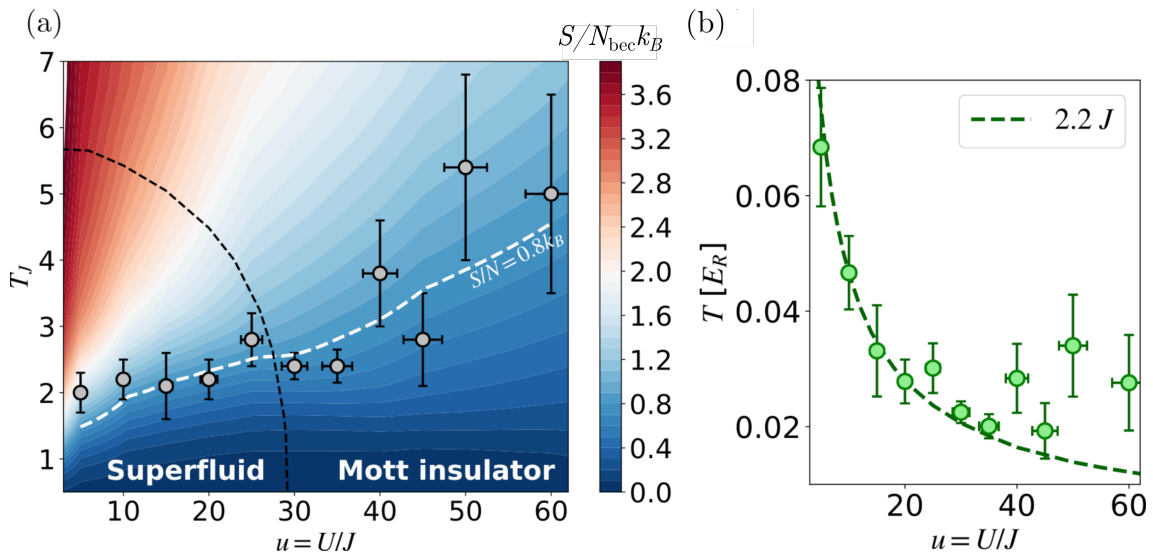 (a)
S/N_bec k_B
7
6
5
4
3
2
1
T_J
10 20 30 40 50 60
u = U/J
S/N = 0.8k_B
Superfluid
Mott insulator
3.6
3.2
2.8
2.4
2.0
1.6
1.2
0.8
0.4
0.0
(b)
0.08
0.06
0.04
0.02
T [E_R]
2.2 J
20 40 60
u = U/J